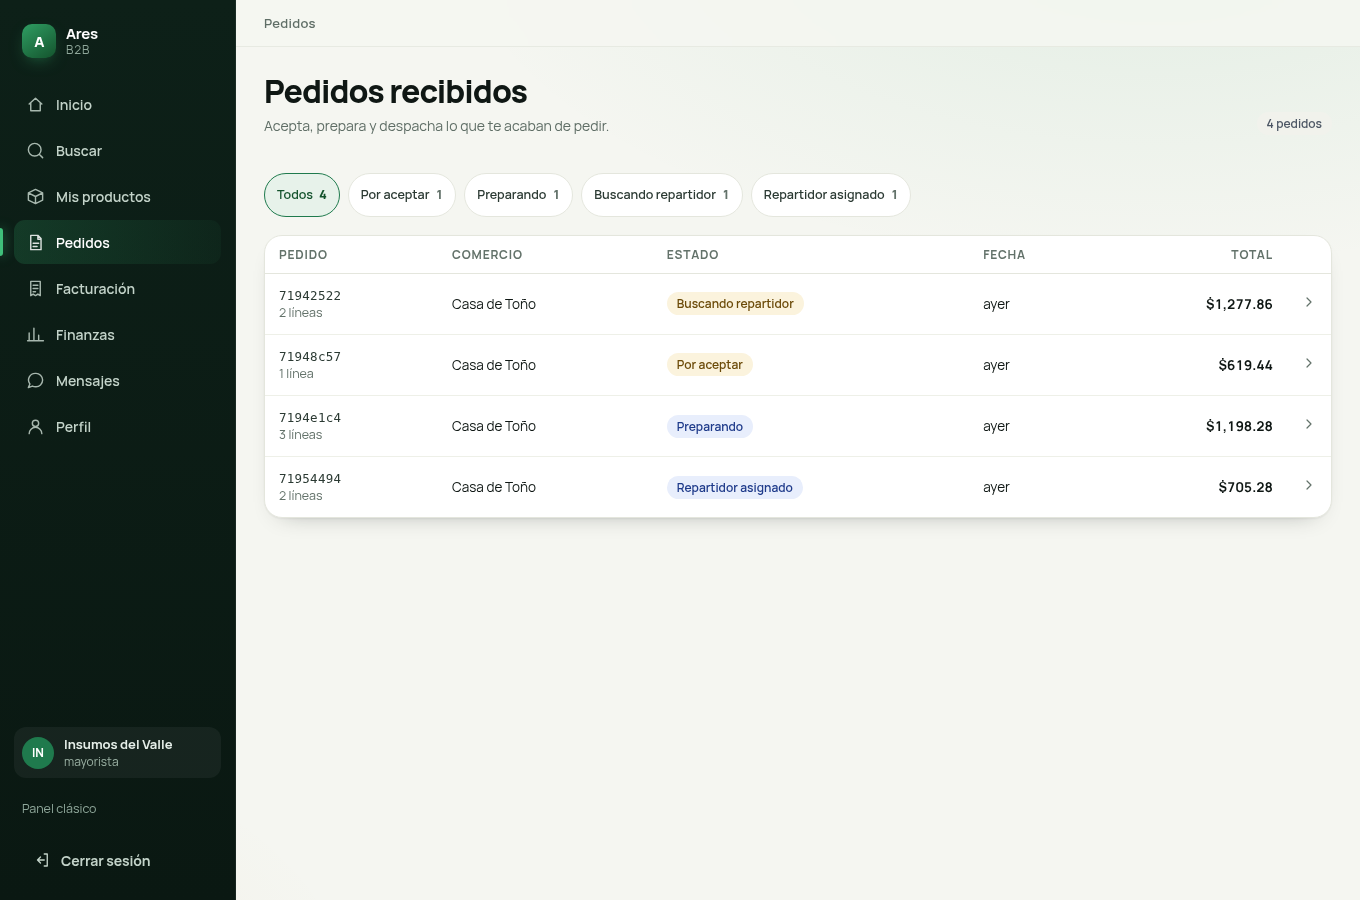 A
Ares
B2B
Inicio
Buscar
Mis productos
Pedidos
Facturación
Finanzas
Mensajes
Perfil
IN
Insumos del Valle
mayorista
Panel clásico
Cerrar sesión
Pedidos
Pedidos recibidos
Acepta, prepara y despacha lo que te acaban de pedir.
4 pedidos
Todos 4
Por aceptar 1
Preparando 1
Buscando repartidor 1
Repartidor asignado 1
PEDIDO COMERCIO ESTADO FECHA TOTAL
71942522
2 líneas
Casa de Toño Buscando repartidor ayer $1,277.86
71948c57
1 línea
Casa de Toño Por aceptar ayer $619.44
7194e1c4
3 líneas
Casa de Toño Preparando ayer $1,198.28
71954494
2 líneas
Casa de Toño Repartidor asignado ayer $705.28